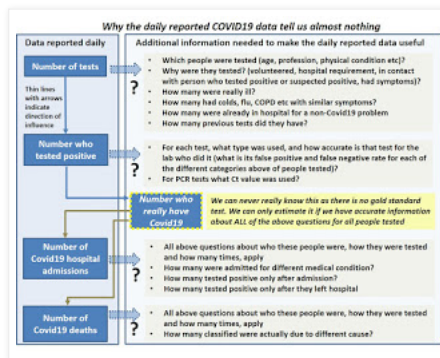 Why the daily reported COVID19 data tell us almost nothing
Data reported daily
Additional information needed to make the daily reported data useful
Number of tests
Thin lines
with arrows
indicate
direction of
influence
?
• Which people were tested (age, profession, physical condition etc)?
• Why were they tested? (volunteered, hospital requirement, in contact
with person who tested positive or suspected positive, had symptoms)?
• How many were really ill?
• How many had colds, flu, COPD etc with similar symptoms?
• How many were already in hospital for a non-Covid19 problem
• How many previous tests did they have?
Number who
tested positive
?
• For each test, what type was used, and how accurate is that test for the
lab who did it (what is its false positive and false negative rate for each of
the different categories above of people tested)?
• For PCR tests what Ct value was used?
Number who
really have
Covid19
We can never really know this as there is no gold standard
test. We can only estimate it if we have accurate information
about ALL of the above questions for all people tested
Number of
Covid19 hospital
admissions
?
• All above questions about who these people were, how they were tested
and how many times, apply
• How many were admitted for different medical condition?
• How many tested positive only after admission?
• How many tested positive only after they left hospital
Number of
Covid19 deaths
?
• All above questions about who these people were, how they were tested
and how many times, apply
• How many classified were actually due to different cause?